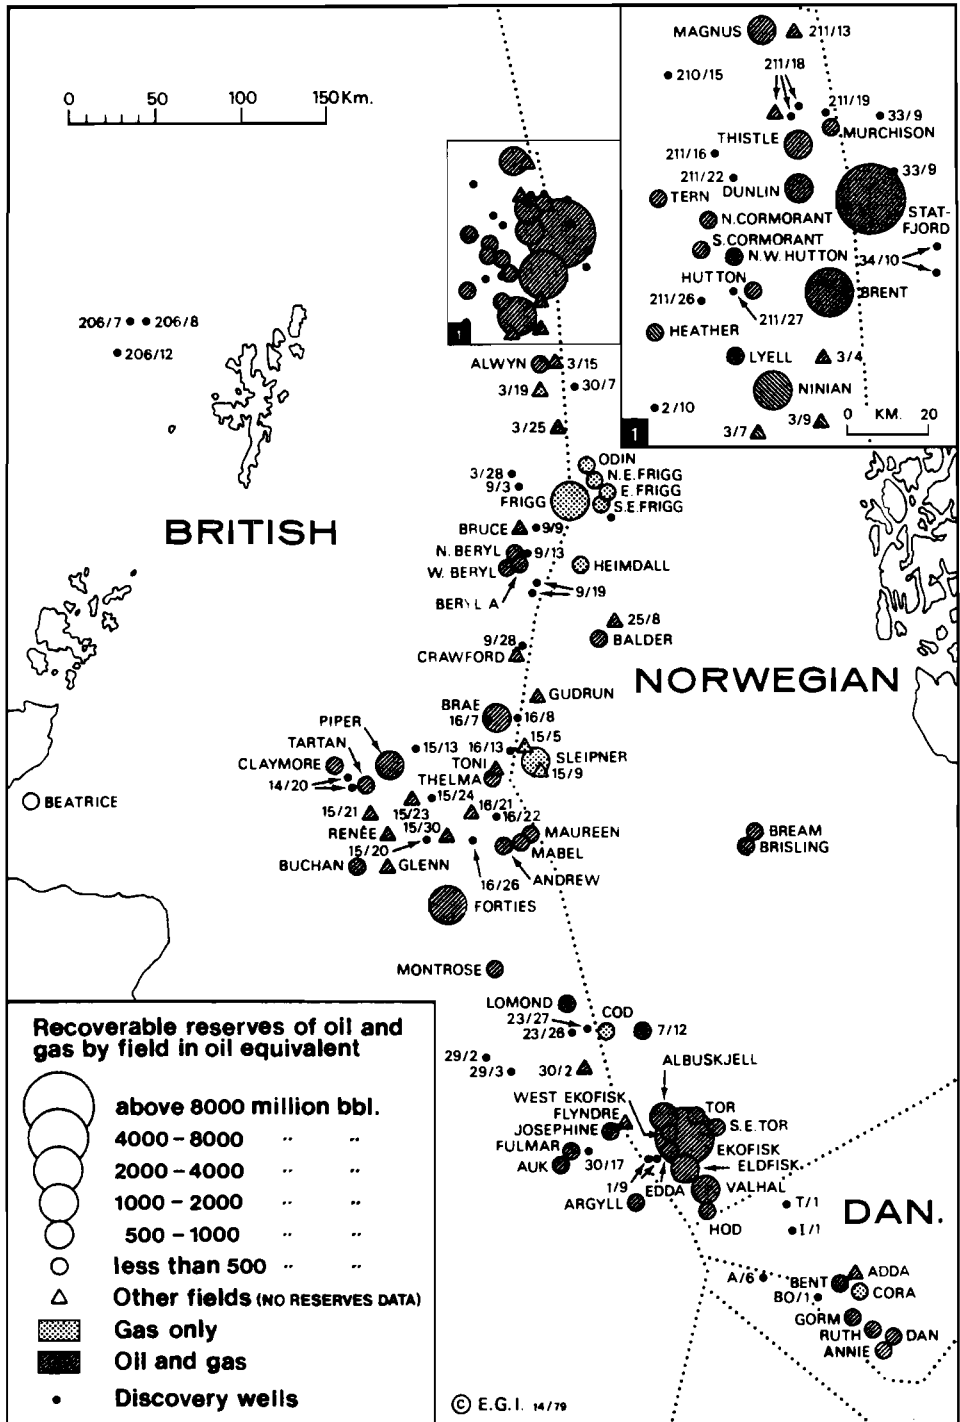 0 50 100 150 Km.
MAGNUS 211/13
211/18
210/15
211/19
33/9
MURCHISON
THISTLE
211/16
33/9
211/22
DUNLIN
TERN
STAT-
FJORD
N.CORMORANT
S.CORMORANT
N.W. HUTTON
34/10
HUTTON
BRENT
211/26
211/27
HEATHER
LYELL
3/4
NINIAN
2/10
0 KM. 20
3/9
3/7
1
1
206/7 206/8
206/12
ALWYN 3/15
3/19 30/7
3/25
ODIN
3/28
N.E. FRIGG
9/3
E. FRIGG
FRIGG
S.E. FRIGG
BRITISH
BRUCE 9/9
N. BERYL 9/13
W. BERYL
HEIMDALL
BERYL A
9/19
25/8
BALDER
9/28
CRAWFORD
NORWEGIAN
GUDRUN
BRAE
16/7 16/8
PIPER
15/5
TARTAN
15/13 16/13
SLEIPNER
CLAYMORE
TONI
15/9
THELMA
14/20
BEATRICE
15/24
15/21 15/23
16/21
16/22
RENÉE 15/30
MAUREEN
BREAM
15/20
MABEL
BRISLING
BUCHAN GLENN
ANDREW
16/26
FORTIES
MONTROSE
LOMOND
23/27
COD
23/26
7/12
29/2
ALBUSKJELL
29/3
30/2
WEST EKOFISK
TOR
FLYNDRE
S.E. TOR
JOSEPHINE
FULMAR
EKOFISK
AUK
30/17
ELDFISK
1/9
EDDA
VALHAL
ARGYLL
HOD
T/1
I/1
DAN.
A/6
BENT
ADDA
BO/1
CORA
GORM
RUTH
DAN
ANNIE
Recoverable reserves of oil and
gas by field in oil equivalent
above 8000 million bbl.
4000 – 8000 " "
2000 – 4000 " "
1000 – 2000 " "
500 – 1000 " "
less than 500 " "
Other fields (NO RESERVES DATA)
Gas only
Oil and gas
Discovery wells
© E.G.I. 14/79